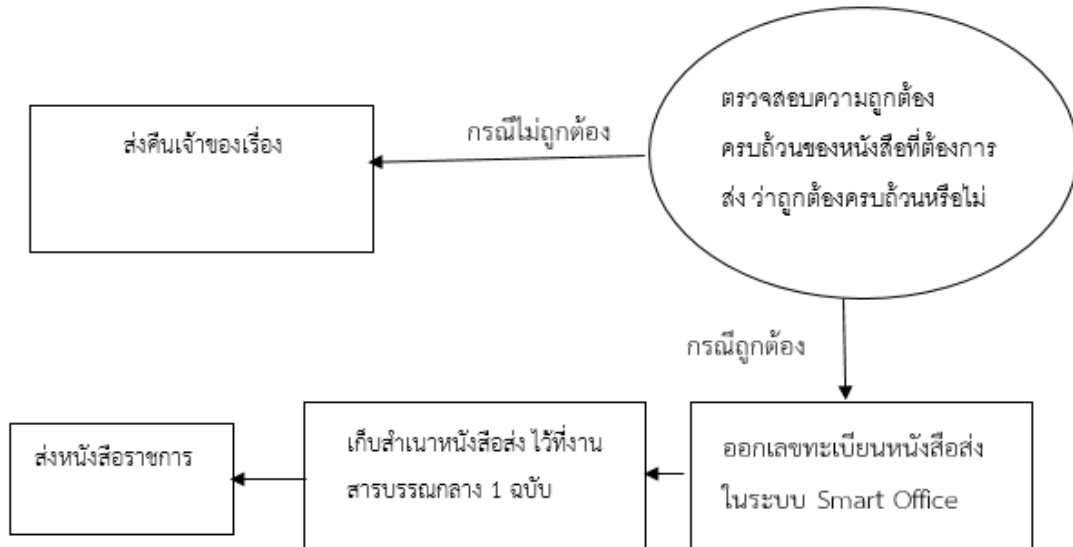 ตรวจสอบความถูกต้อง
ครบถ้วนของหนังสือที่ต้องการ
ส่ง ว่าถูกต้องครบถ้วนหรือไม่
กรณีไม่ถูกต้อง
ส่งคืนเจ้าของเรื่อง
กรณีถูกต้อง
ออกเลขทะเบียนหนังสือส่ง
ในระบบ Smart Office
เก็บสำเนาหนังสือส่ง ไว้ที่งาน
สารบรรณกลาง 1 ฉบับ
ส่งหนังสือราชการ